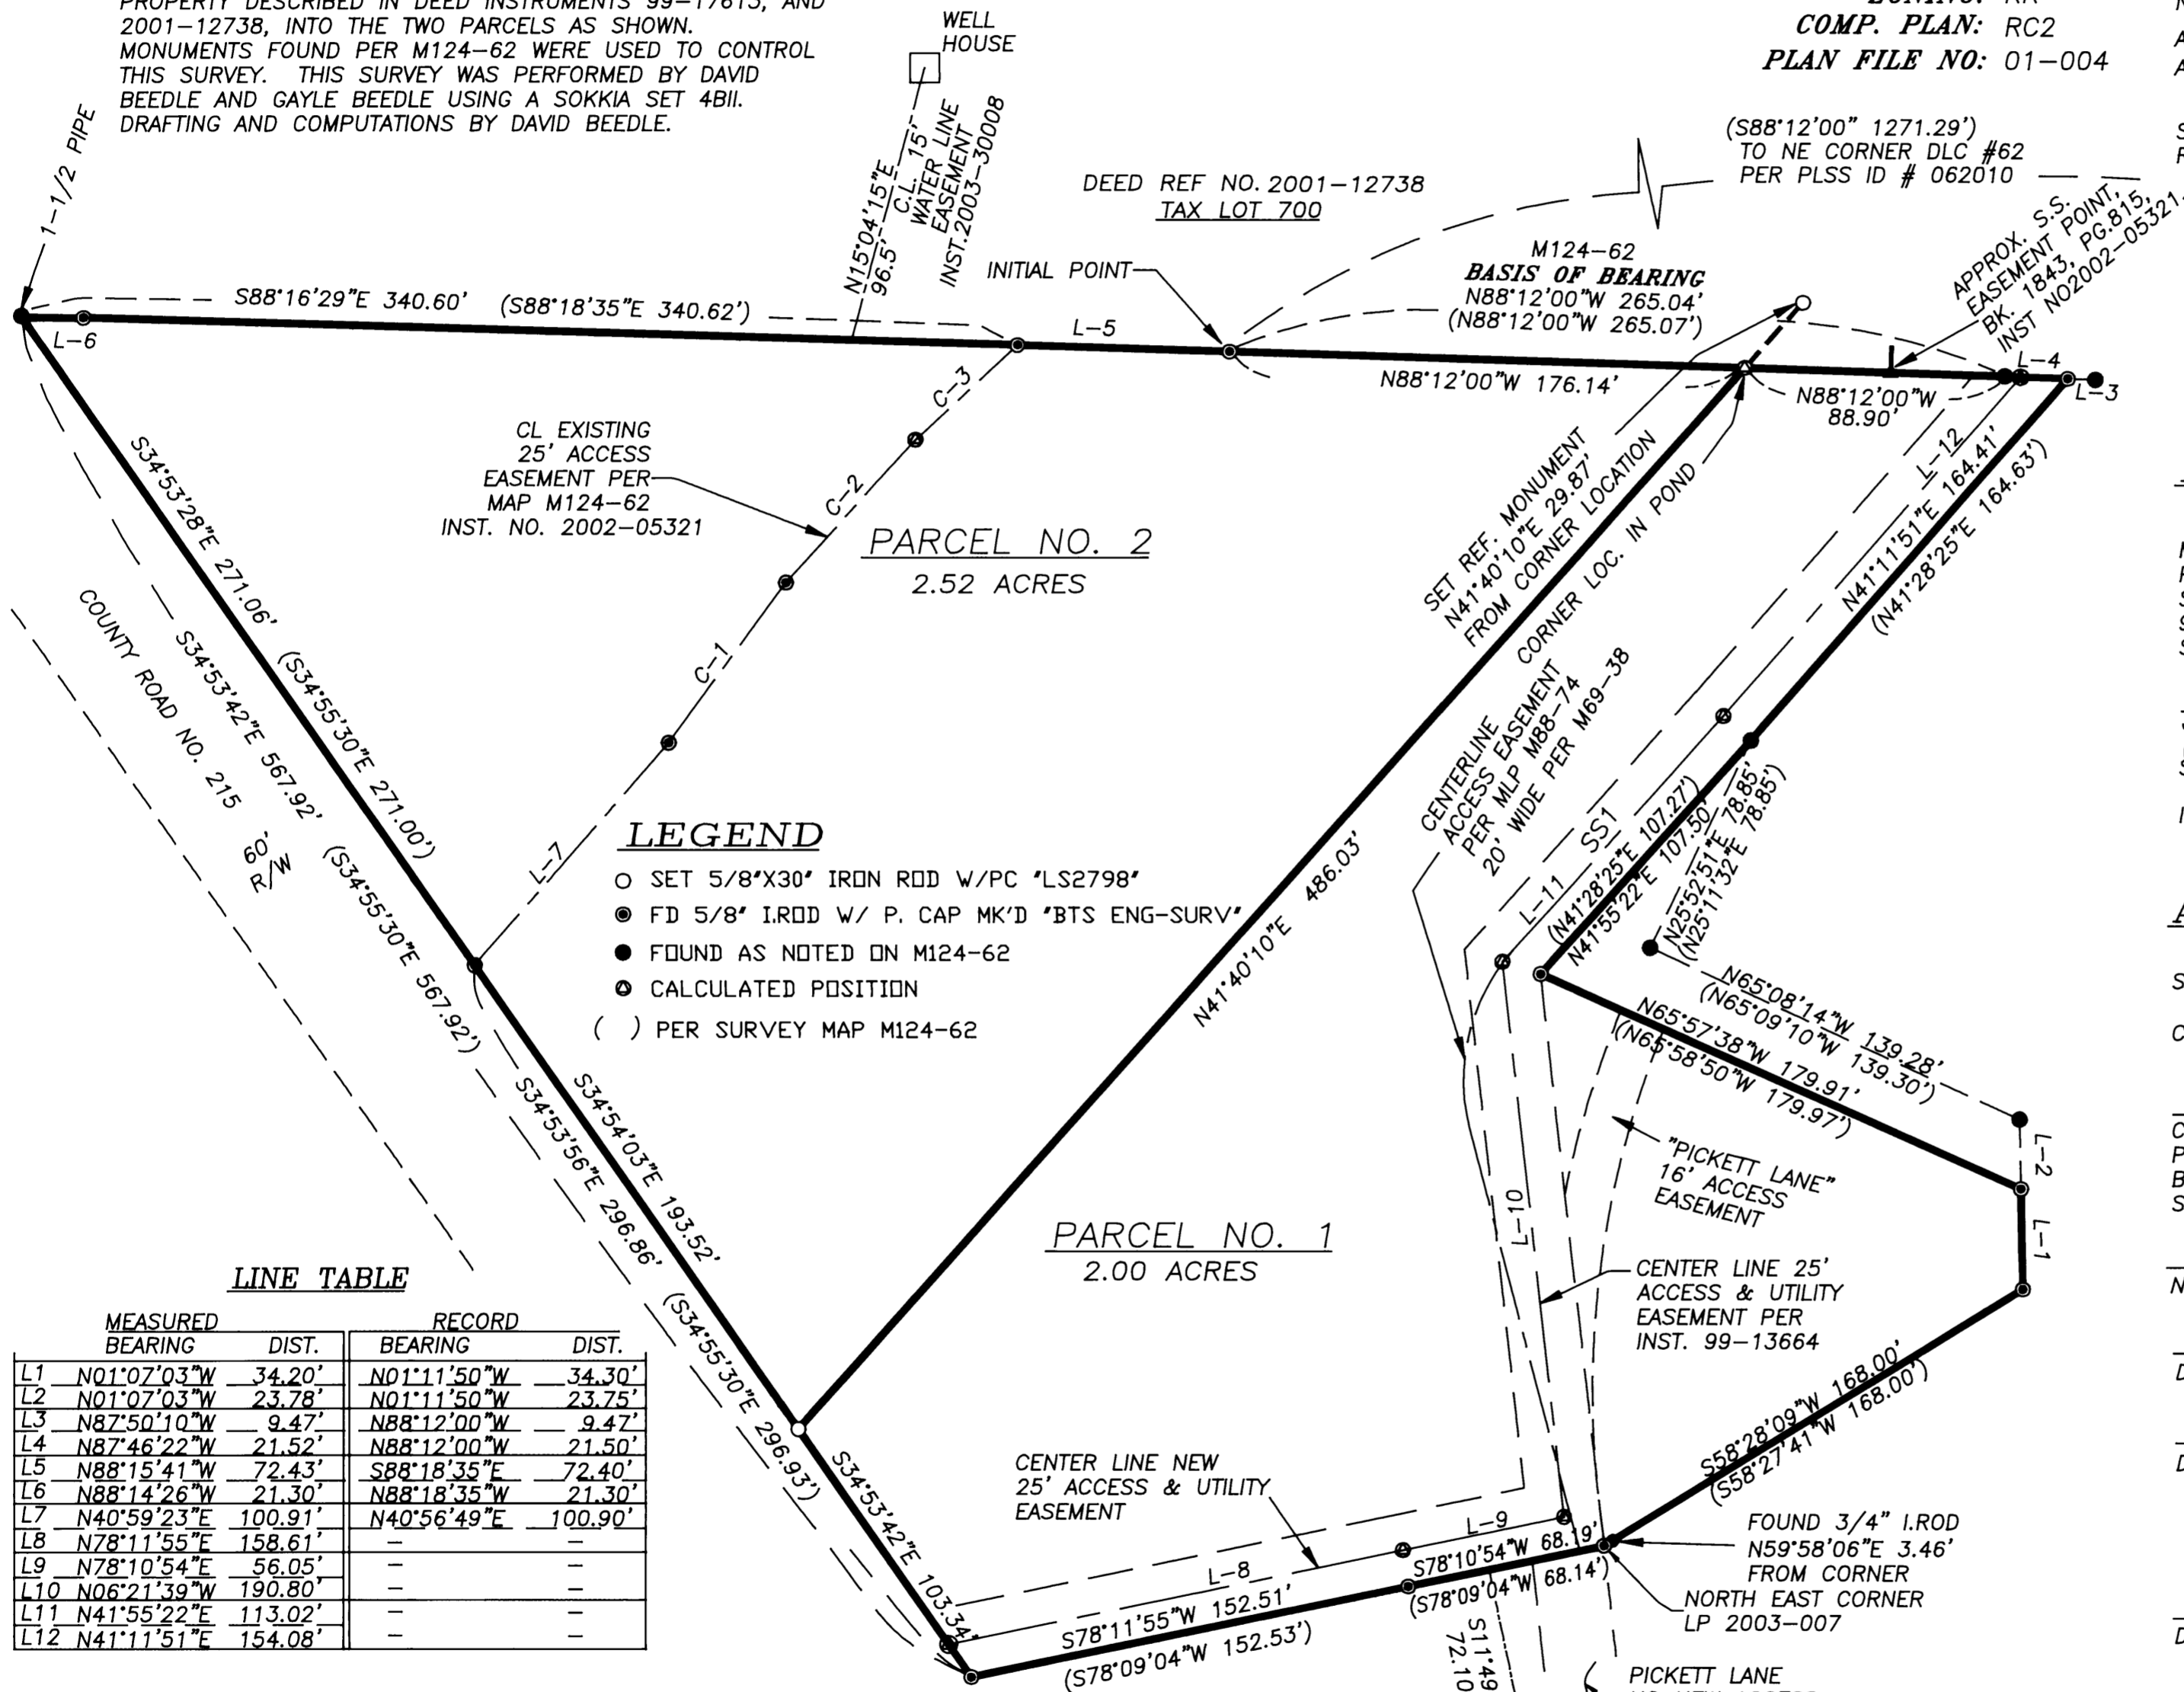 PROPERTY DESCRIBED IN DEED INSTRUMENTS 99-17615, AND
2001-12738, INTO THE TWO PARCELS AS SHOWN.
MONUMENTS FOUND PER M124-62 WERE USED TO CONTROL
THIS SURVEY. THIS SURVEY WAS PERFORMED BY DAVID
BEEDLE AND GAYLE BEEDLE USING A SOKKIA SET 4BII.
DRAFTING AND COMPUTATIONS BY DAVID BEEDLE.
WELL
HOUSE
RR
COMP. PLAN: RC2
PLAN FILE NO: 01-004
(S88°12'00" 1271.29')
TO NE CORNER DLC #62
PER PLSS ID # 062010
1-1/2 PIPE
N15°04'15"E
96.5'
C.L. 15'
WATER LINE
EASEMENT
INST.2003-30008
DEED REF NO. 2001-12738
TAX LOT 700
INITIAL POINT
M124-62
BASIS OF BEARING
N88°12'00"W 265.04'
(N88°12'00"W 265.07')
APPROX. S.S.
EASEMENT POINT,
BK. 1843, PG.815,
INST NO2002-05321.
S88°16'29"E 340.60' (S88°18'35"E 340.62')
L-6
L-5
N88°12'00"W 176.14'
N88°12'00"W
88.90'
L-4
L-3
C-3
C-2
C-1
L-7
CL EXISTING
25' ACCESS
EASEMENT PER
MAP M124-62
INST. NO. 2002-05321
PARCEL NO. 2
2.52 ACRES
SET REF. MONUMENT
N41°40'10"E 29.87'
FROM CORNER LOCATION
CORNER LOC. IN POND
L-12
N41°11'51"E 164.41'
(N41°28'25"E 164.63')
S34°53'28"E 271.06' (S34°55'30"E 271.00')
S34°53'42"E 567.92' (S34°55'30"E 567.92')
COUNTY ROAD NO. 215
60'
R/W
CENTERLINE
ACCESS EASEMENT
PER MLP M88-74
20' WIDE PER M69-38
L-11
SS1
(N41°28'25"E 107.27')
N41°55'22"E 107.50'
N25°52'51"E 78.85'
(N25°11'32"E 78.85')
LEGEND
SET 5/8"X30" IRON ROD W/PC "LS2798"
FD 5/8" I.ROD W/ P. CAP MK'D "BTS ENG-SURV"
FOUND AS NOTED ON M124-62
CALCULATED POSITION
( ) PER SURVEY MAP M124-62
N41°40'10"E 486.03'
N65°08'14"W 139.28'
(N65°09'10"W 139.30')
N65°57'38"W 179.91'
(N65°58'50"W 179.97')
L-2
L-1
"PICKETT LANE"
16' ACCESS
EASEMENT
L-10
S34°54'03"E 193.52'
S34°53'56"E 296.86' (S34°55'30"E 296.93')
PARCEL NO. 1
2.00 ACRES
CENTER LINE 25'
ACCESS & UTILITY
EASEMENT PER
INST. 99-13664
S58°28'09"W 168.00'
(S58°27'41"W 168.00')
LINE TABLE
MEASURED RECORD
BEARING DIST. BEARING DIST.
L1 N01°07'03"W 34.20' N01°11'50"W 34.30'
L2 N01°07'03"W 23.78' N01°11'50"W 23.75'
L3 N87°50'10"W 9.47' N88°12'00"W 9.47'
L4 N87°46'22"W 21.52' N88°12'00"W 21.50'
L5 N88°15'41"W 72.43' S88°18'35"E 72.40'
L6 N88°14'26"W 21.30' N88°18'35"W 21.30'
L7 N40°59'23"E 100.91' N40°56'49"E 100.90'
L8 N78°11'55"E 158.61' – –
L9 N78°10'54"E 56.05' – –
L10 N06°21'39"W 190.80' – –
L11 N41°55'22"E 113.02' – –
L12 N41°11'51"E 154.08' – –
CENTER LINE NEW
25' ACCESS & UTILITY
EASEMENT
S34°53'42"E 103.34'
L-8
L-9
S78°10'54"W 68.19'
(S78°09'04"W 68.14')
S78°11'55"W 152.51'
(S78°09'04"W 152.53')
S11°49
72.10
FOUND 3/4" I.ROD
N59°58'06"E 3.46'
FROM CORNER
NORTH EAST CORNER
LP 2003-007
PICKETT LANE